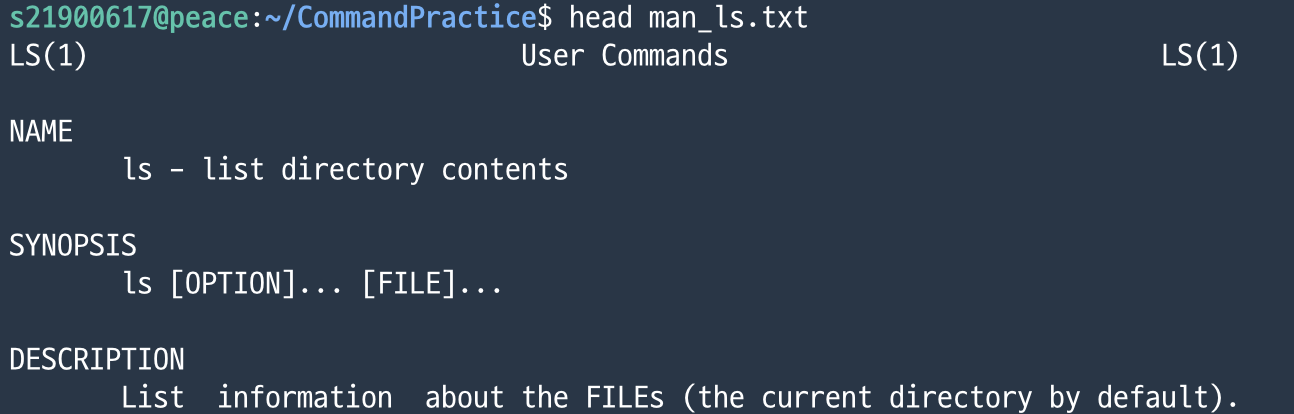 s21900617@peace:~/CommandPractice$ head man_ls.txt
LS(1)                           User Commands                           LS(1)
NAME
       ls - list directory contents
SYNOPSIS
       ls [OPTION]... [FILE]...
DESCRIPTION
       List  information  about the FILEs (the current directory by default).